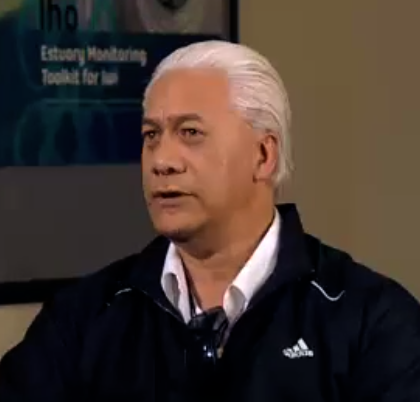 Iho
Estuary Monitoring
Toolkit for Iwi
adidas